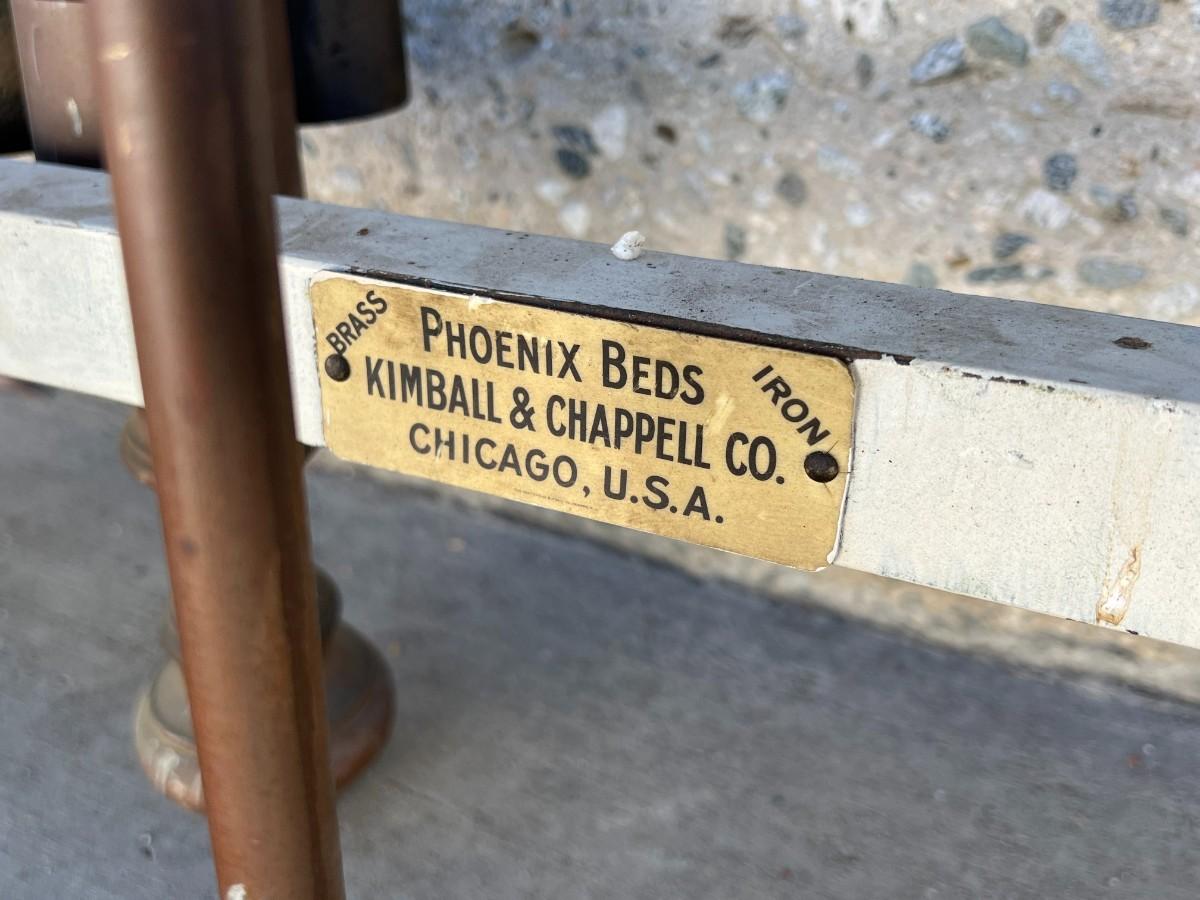 BRASS
PHOENIX BEDS
IRON
KIMBALL & CHAPPELL CO.
CHICAGO, U.S.A.